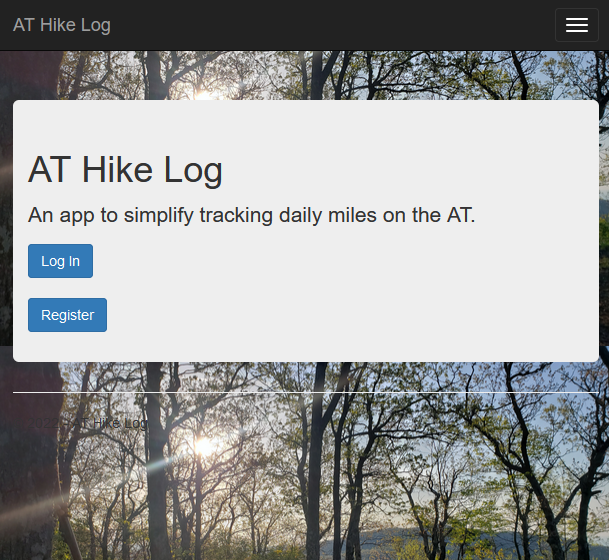 AT Hike Log
AT Hike Log
An app to simplify tracking daily miles on the AT.
Log In
Register
AT Hike Log